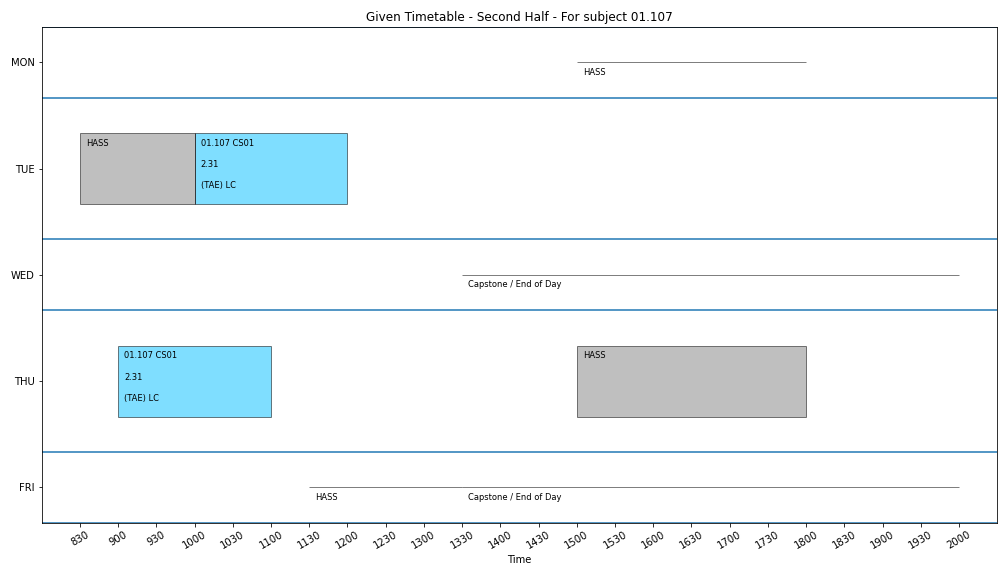 Given Timetable - Second Half - For subject 01.107
MON
HASS
TUE
HASS
01.107 CS01
2.31
(TAE) LC
WED
Capstone / End of Day
THU
01.107 CS01
2.31
(TAE) LC
HASS
FRI
HASS
Capstone / End of Day
830 900 930 1000 1030 1100 1130 1200 1230 1300 1330 1400 1430 1500 1530 1600 1630 1700 1730 1800 1830 1900 1930 2000
Time